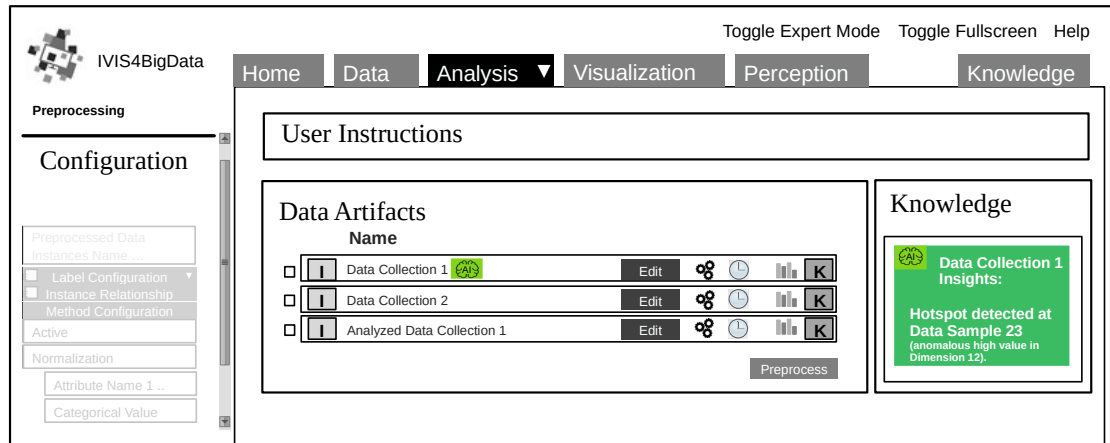 Toggle Expert Mode Toggle Fullscreen Help
IVIS4BigData
Home Data Analysis ▼ Visualization Perception Knowledge
Preprocessing
Configuration
Preprocessed Data
Instances Name ...
Label Configuration ▼
Instance Relationship
Method Configuration
Active
Normalization
Attribute Name 1 ..
Categorical Value
User Instructions
Data Artifacts
Name
I Data Collection 1 AI Edit K
I Data Collection 2 Edit K
I Analyzed Data Collection 1 Edit K
Preprocess
Knowledge
AI Data Collection 1
Insights:
Hotspot detected at
Data Sample 23
(anomalous high value in
Dimension 12).